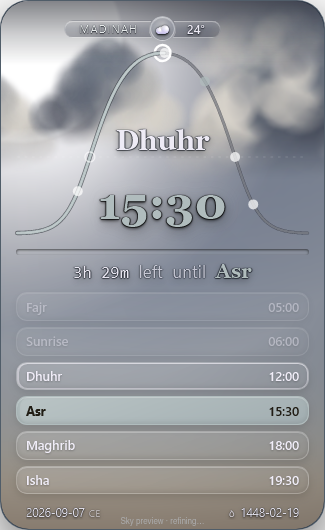 MADINAH 24°
Dhuhr
15:30
3h 29m left until Asr
Fajr 05:00
Sunrise 06:00
Dhuhr 12:00
Asr 15:30
Maghrib 18:00
Isha 19:30
2026-09-07 CE 1448-02-19
Sky preview · refining...